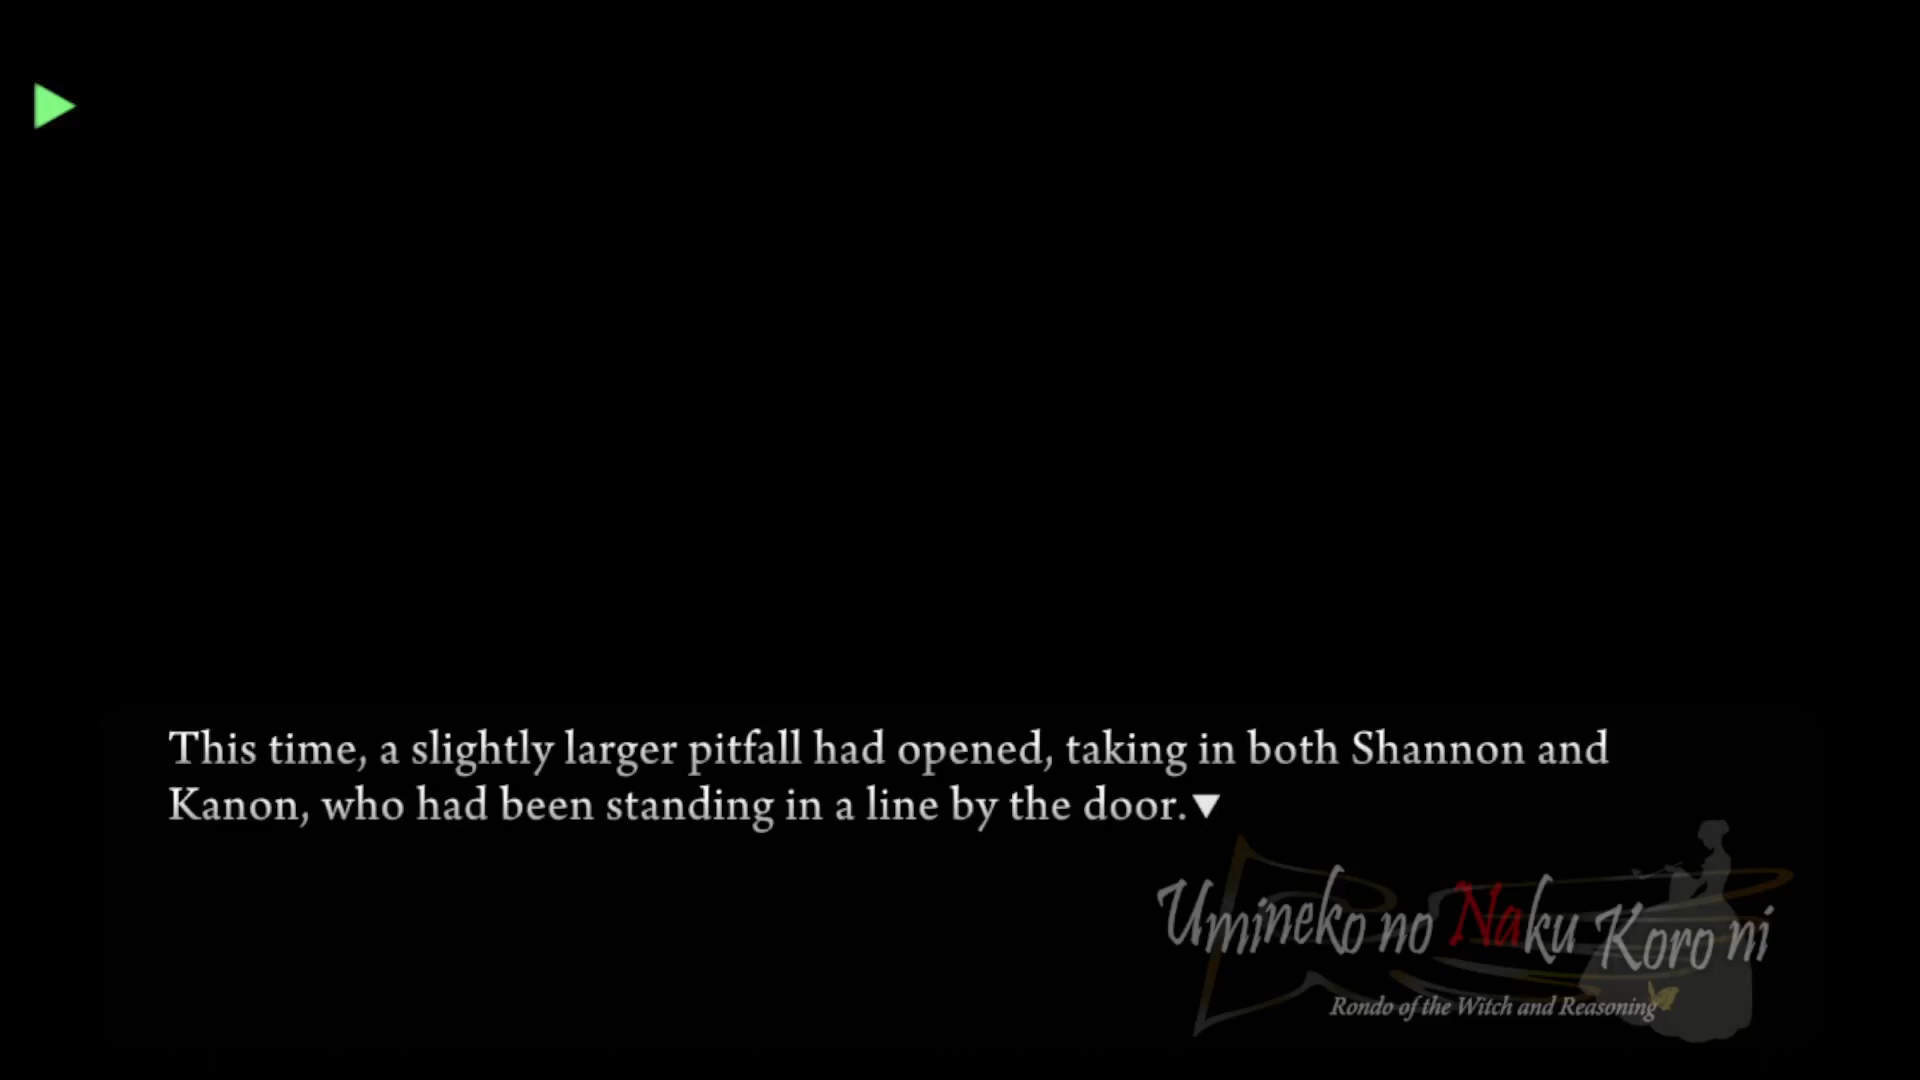 This time, a slightly larger pitfall had opened, taking in both Shannon and
Kanon, who had been standing in a line by the door.
Umineko no Naku Koro ni
Rondo of the Witch and Reasoning